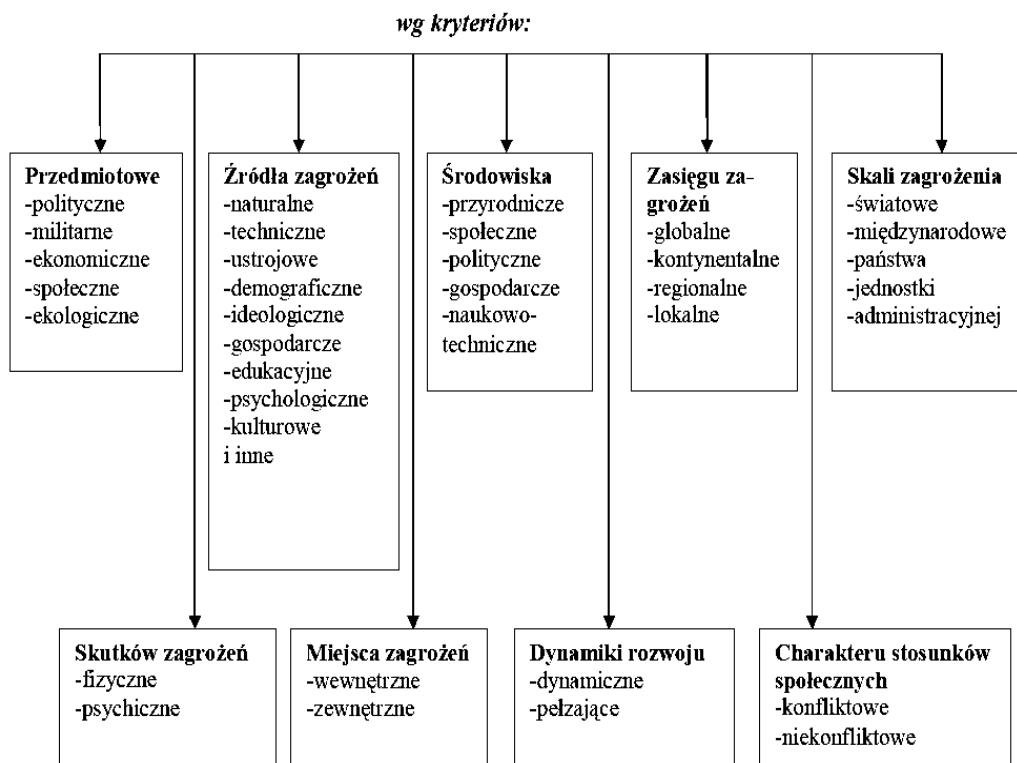 wg kryteriów:
Przedmiotowe
-polityczne
-militarne
-ekonomiczne
-społeczne
-ekologiczne
Źródła zagrożeń
-naturalne
-techniczne
-ustrojowe
-demograficzne
-ideologiczne
-gospodarcze
-edukacyjne
-psychologiczne
-kulturowe
i inne
Środowiska
-przyrodnicze
-społeczne
-polityczne
-gospodarcze
-naukowo-
techniczne
Zasięgu za-
grożeń
-globalne
-kontynentalne
-regionalne
-lokalne
Skali zagrożenia
-światowe
-międzynarodowe
-państwa
-jednostki
-administracyjnej
Skutków zagrożeń
-fizyczne
-psychiczne
Miejsca zagrożeń
-wewnętrzne
-zewnętrzne
Dynamiki rozwoju
-dynamiczne
-pełzające
Charakteru stosunków
społecznych
-konfliktowe
-niekonfliktowe